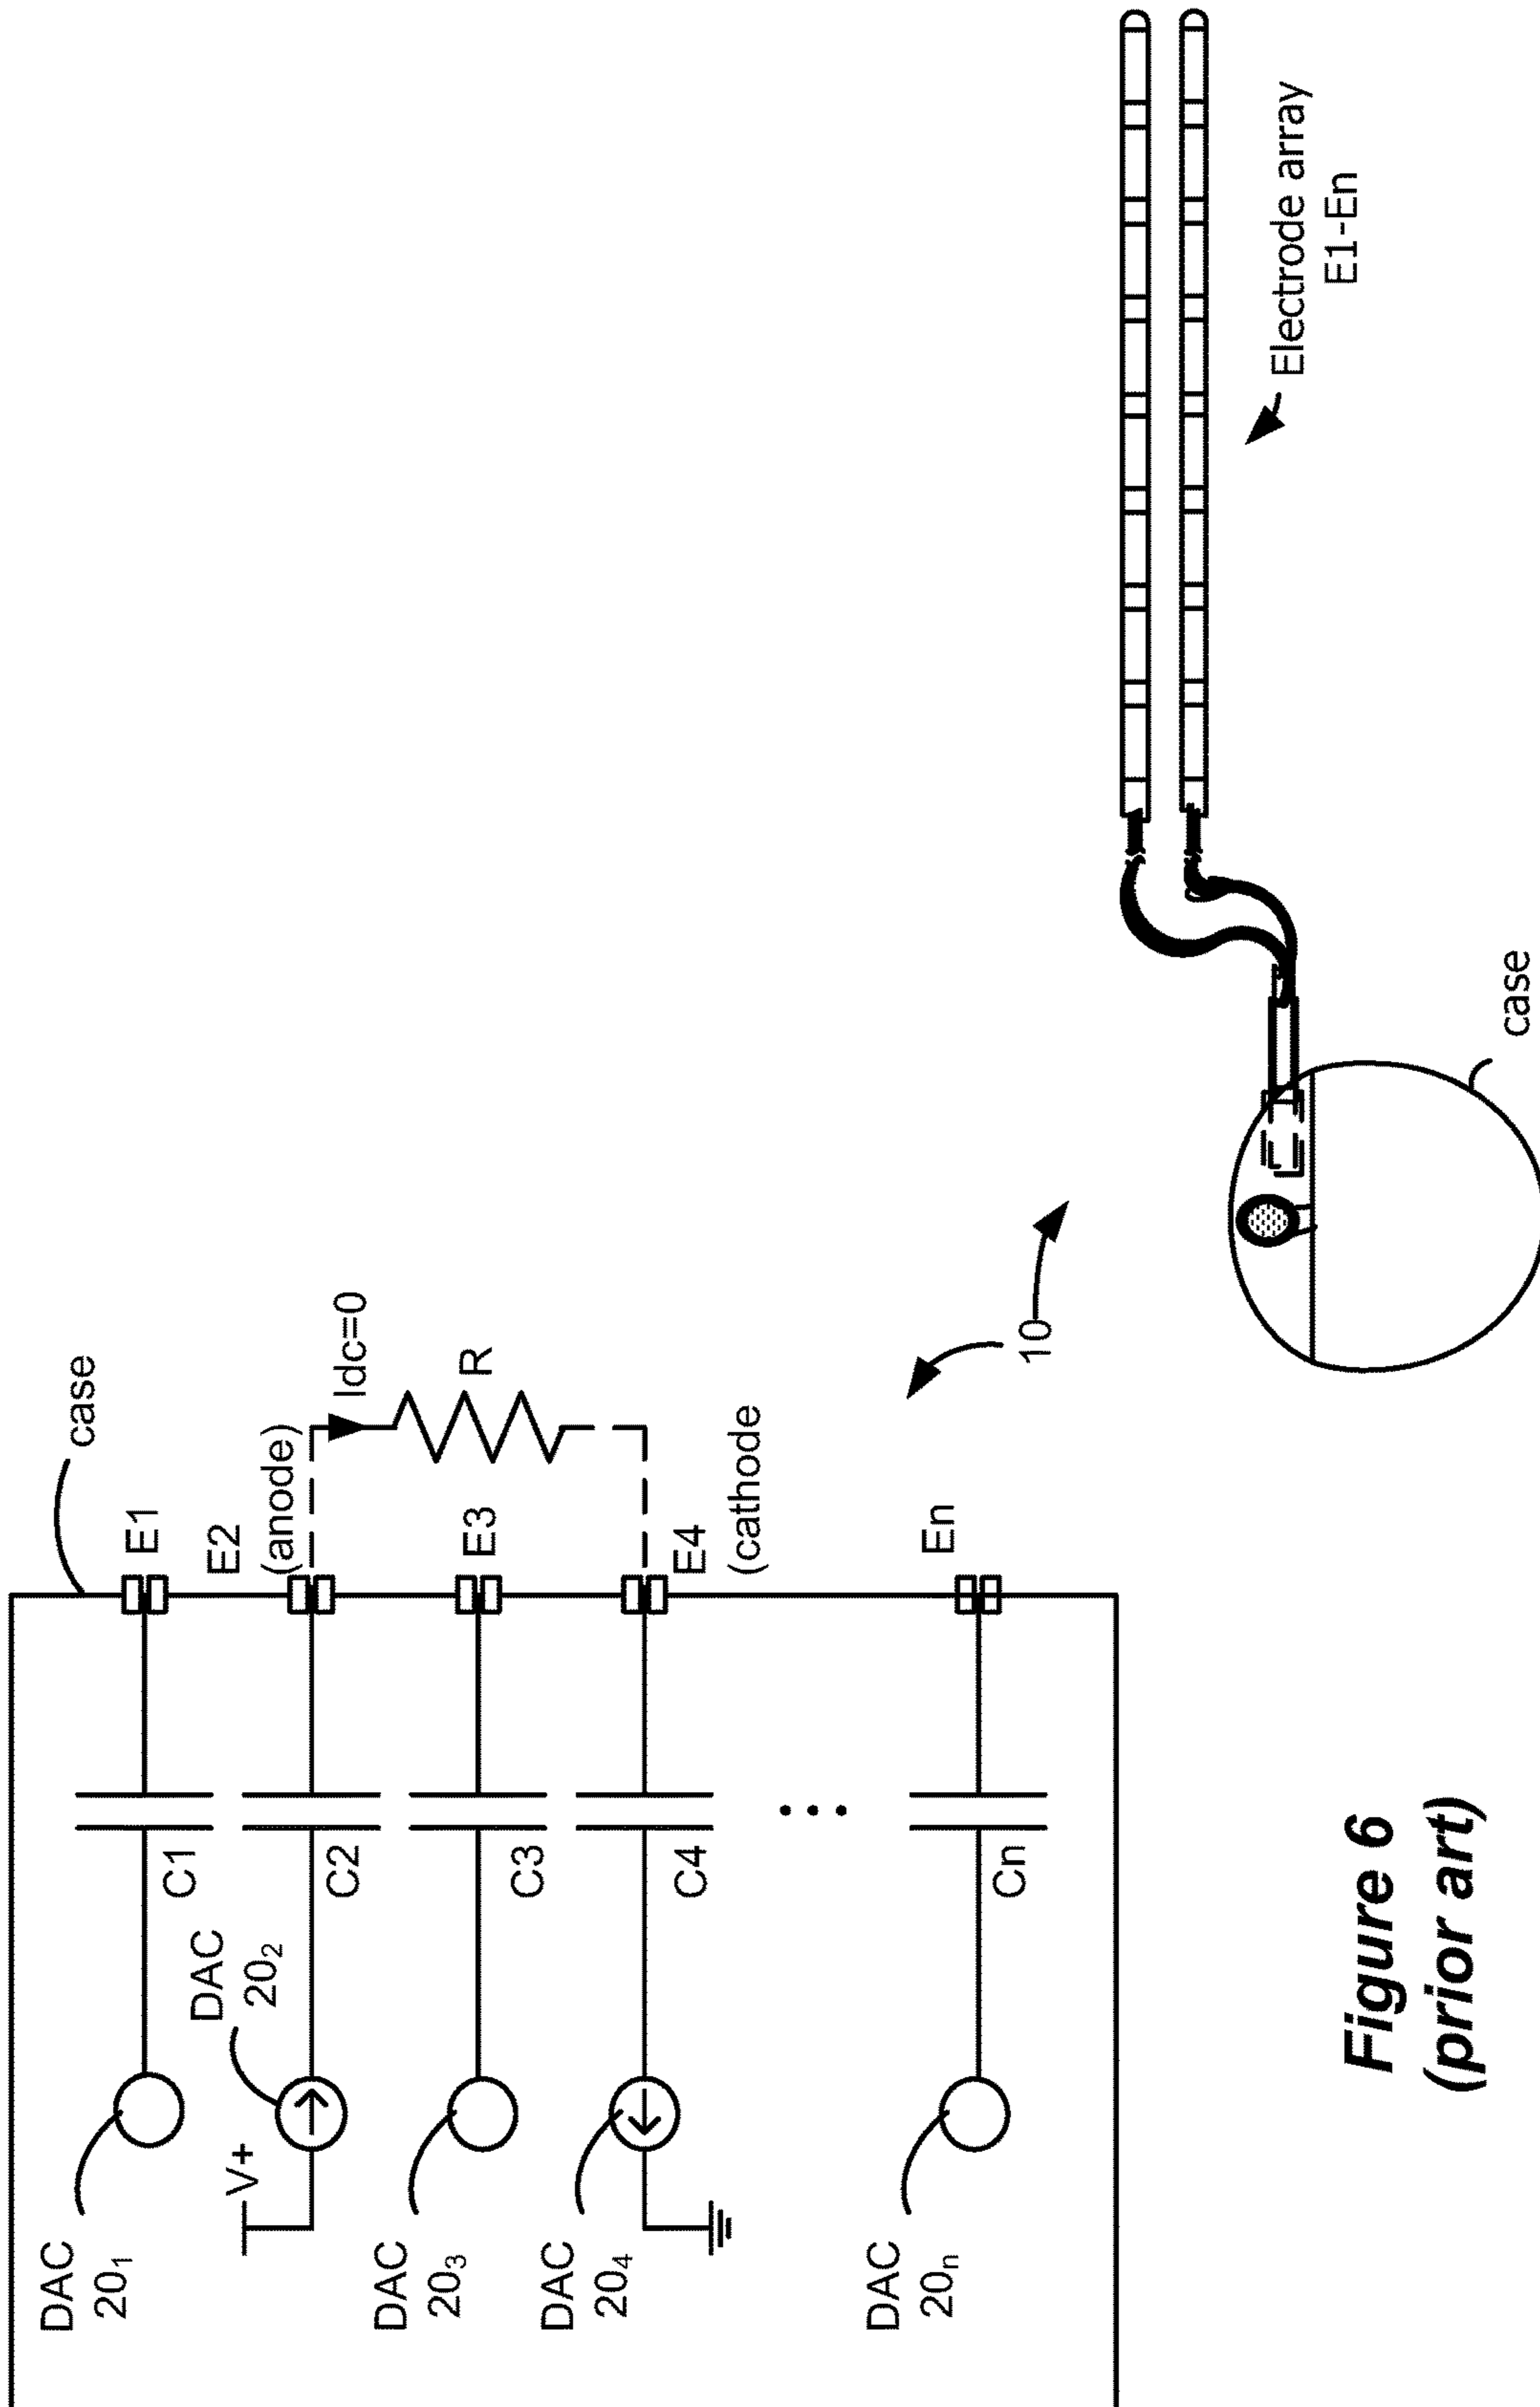 case
DAC
20₁
C1
E1
V+
DAC
20₂
C2
E2
(anode)
Idc=0
R
DAC
20₃
C3
E3
DAC
20₄
C4
E4
(cathode)
DAC
20ₙ
Cn
En
10
Electrode array
E1-En
case
Figure 6
(prior art)